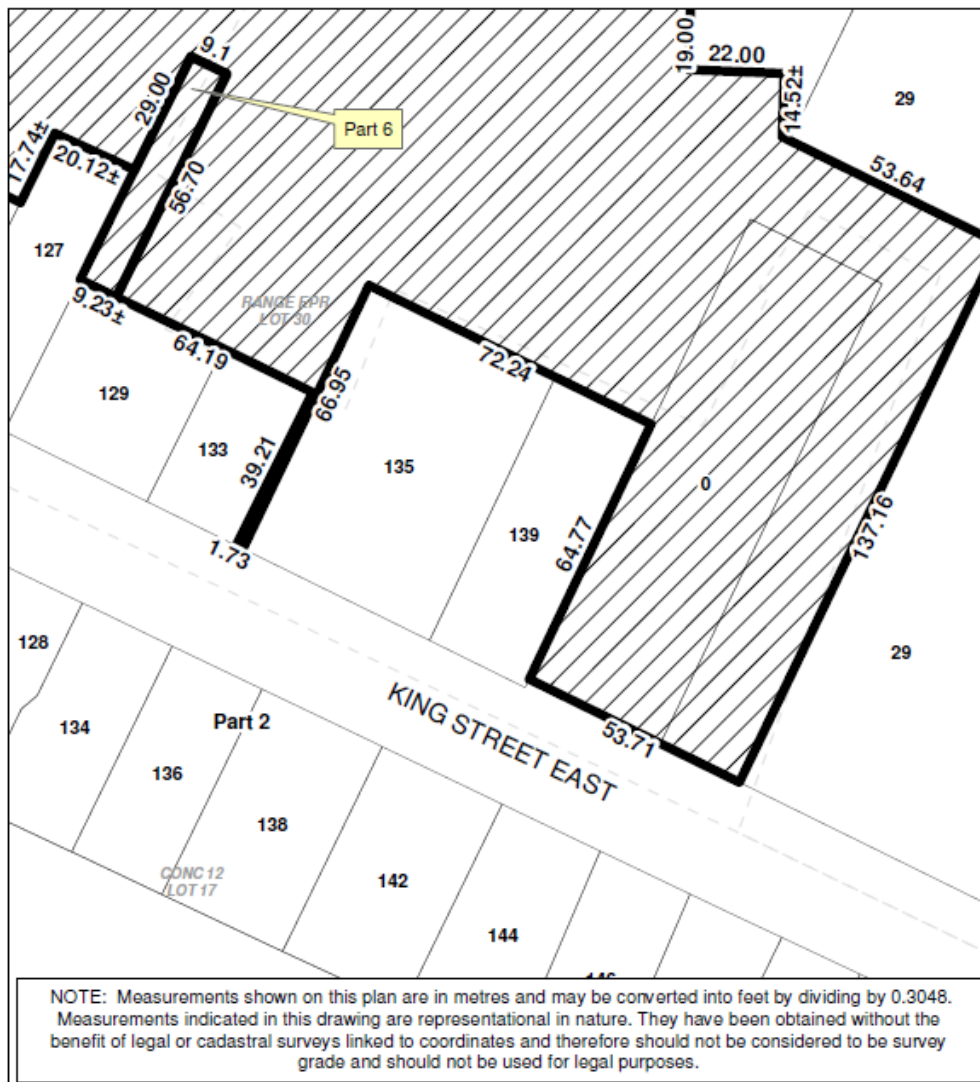 19.00
22.00
14.52±
29
53.64
9.1
29.00
Part 6
17.74±
20.12±
56.70
127
RANGE EPR
LOT 30
9.23±
64.19
72.24
66.95
129
133
39.21
135
0
139
64.77
137.16
1.73
29
128
KING STREET EAST
Part 2
134
53.71
136
138
CONC 12
LOT 17
142
144
NOTE: Measurements shown on this plan are in metres and may be converted into feet by dividing by 0.3048.
Measurements indicated in this drawing are representational in nature. They have been obtained without the
benefit of legal or cadastral surveys linked to coordinates and therefore should not be considered to be survey
grade and should not be used for legal purposes.